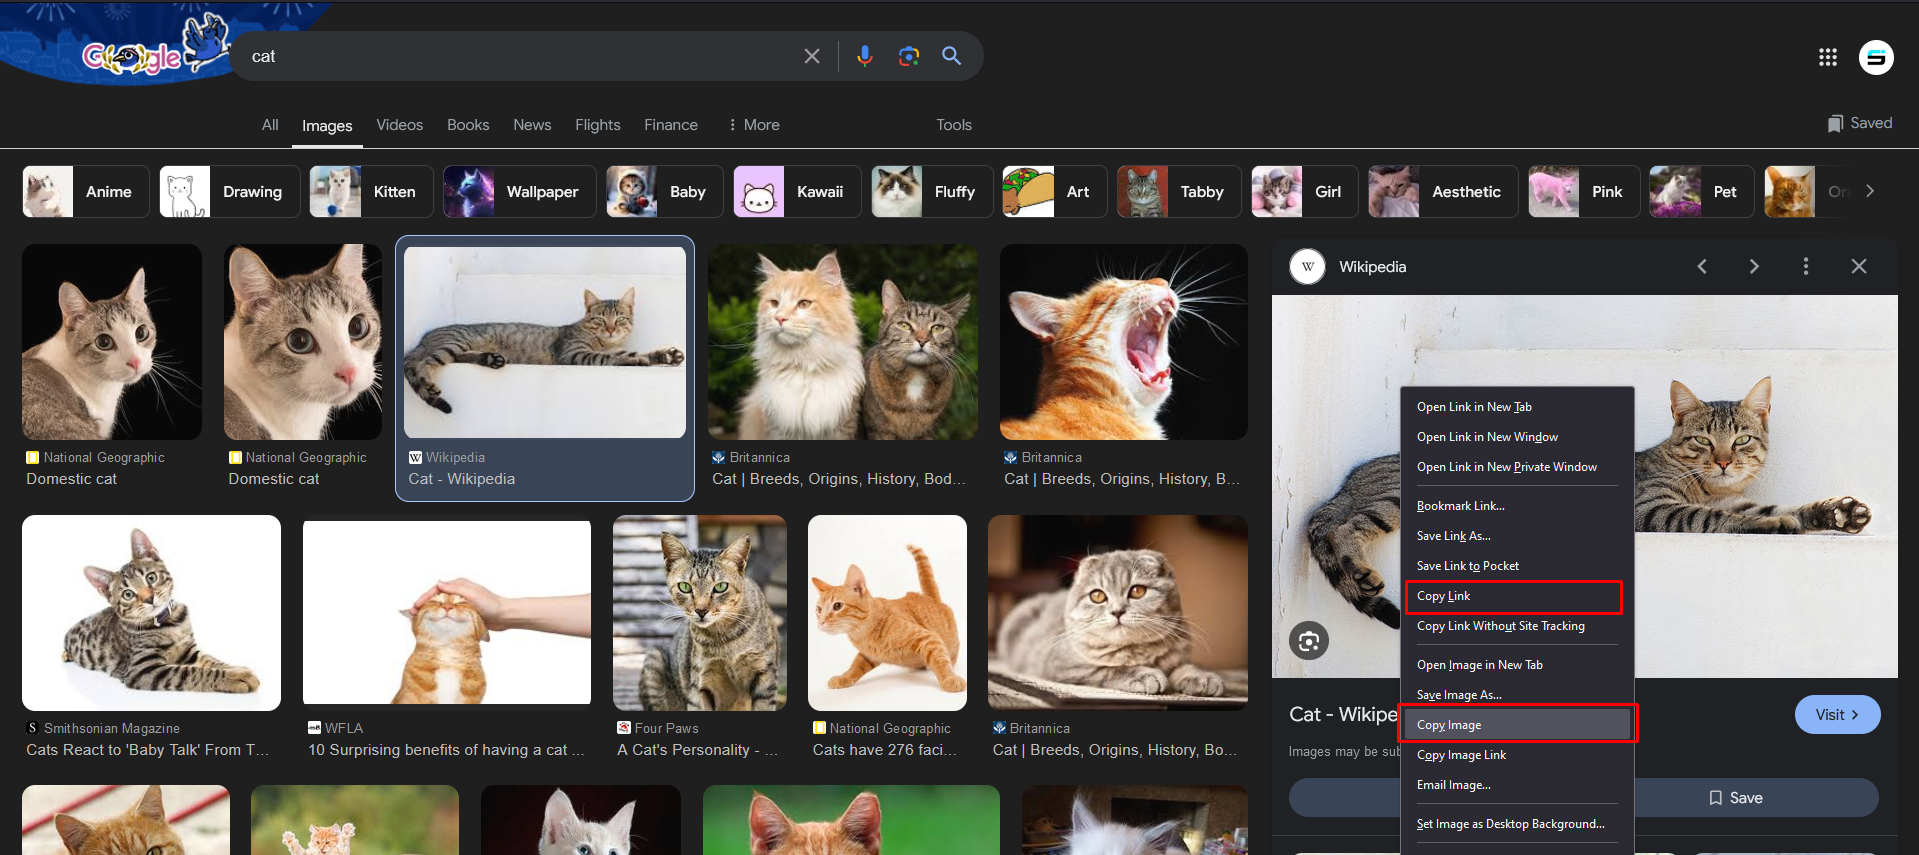 Google
cat
All Images Videos Books News Flights Finance More Tools
Saved
Anime Drawing Kitten Wallpaper Baby Kawaii Fluffy Art Tabby Girl Aesthetic Pink Pet
W Wikipedia
National Geographic
Domestic cat
National Geographic
Domestic cat
W Wikipedia
Cat - Wikipedia
Britannica
Cat | Breeds, Origins, History, Bod...
Britannica
Cat | Breeds, Origins, History, B...
Open Link in New Tab
Open Link in New Window
Open Link in New Private Window
Bookmark Link...
Save Link As...
Save Link to Pocket
Copy Link
Copy Link Without Site Tracking
Open Image in New Tab
Save Image As...
Copy Image
Copy Image Link
Email Image...
Set Image as Desktop Background...
S Smithsonian Magazine
Cats React to 'Baby Talk' From T...
WFLA
10 Surprising benefits of having a cat ...
Four Paws
A Cat's Personality - ...
National Geographic
Cats have 276 faci...
Britannica
Cat | Breeds, Origins, History, Bo...
Cat - Wikipe
Visit
Images may be sub
Save